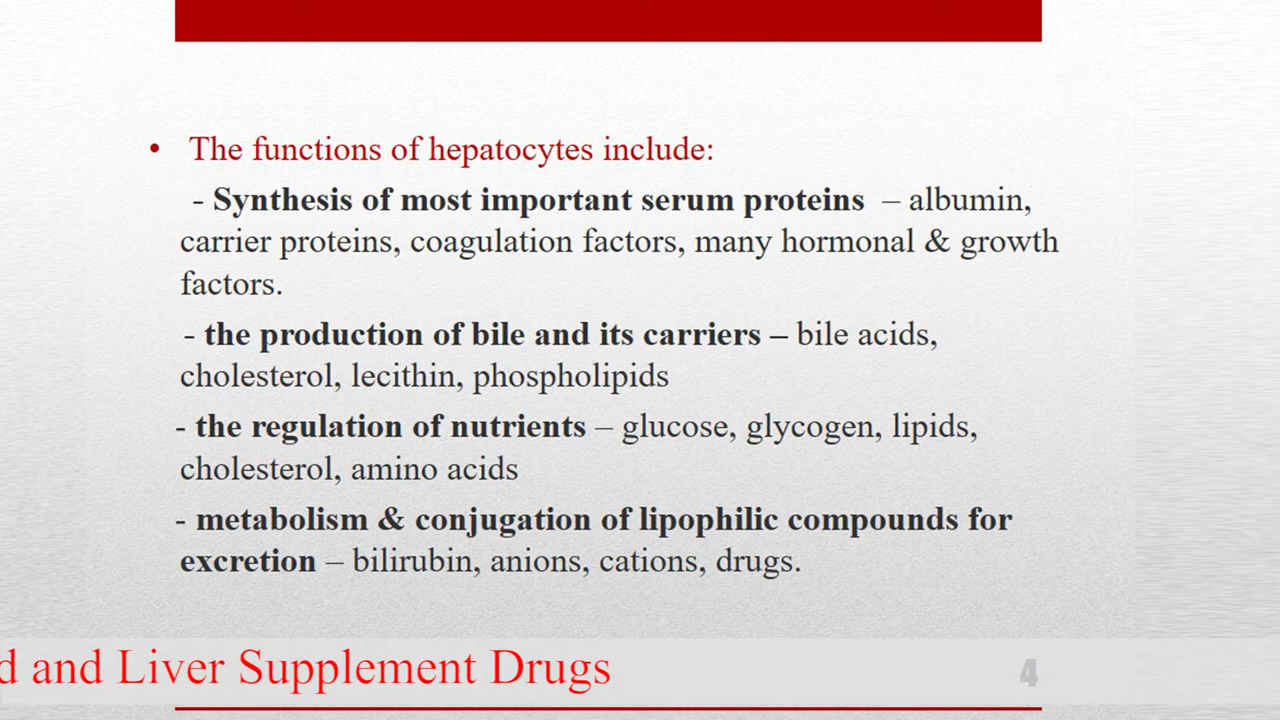 • The functions of hepatocytes include:
- Synthesis of most important serum proteins – albumin,
carrier proteins, coagulation factors, many hormonal & growth
factors.
- the production of bile and its carriers – bile acids,
cholesterol, lecithin, phospholipids
- the regulation of nutrients – glucose, glycogen, lipids,
cholesterol, amino acids
- metabolism & conjugation of lipophilic compounds for
excretion – bilirubin, anions, cations, drugs.
d and Liver Supplement Drugs
4